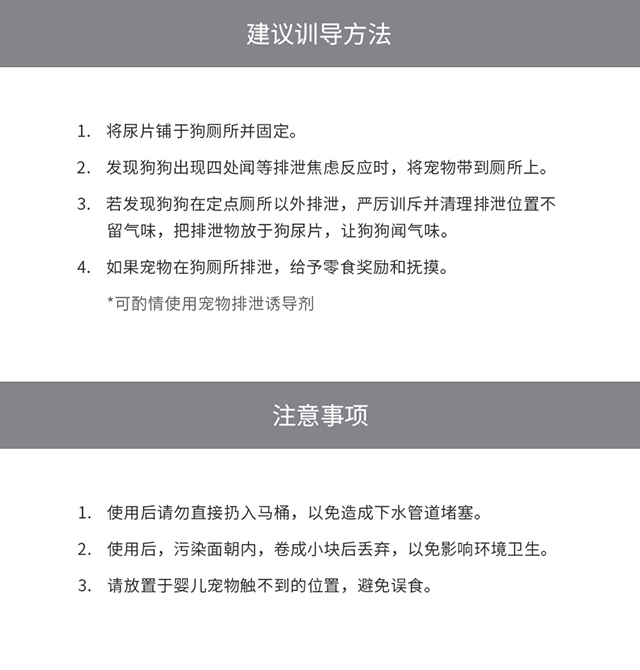 建议训导方法
1. 将尿片铺于狗厕所并固定。
2. 发现狗狗出现四处闻等排泄焦虑反应时，将宠物带到厕所上。
3. 若发现狗狗在定点厕所以外排泄，严厉训斥并清理排泄位置不
留气味，把排泄物放于狗尿片，让狗狗闻气味。
4. 如果宠物在狗厕所排泄，给予零食奖励和抚摸。
*可酌情使用宠物排泄诱导剂
注意事项
1. 使用后请勿直接扔入马桶，以免造成下水管道堵塞。
2. 使用后，污染面朝内，卷成小块后丢弃，以免影响环境卫生。
3. 请放置于婴儿宠物触不到的位置，避免误食。